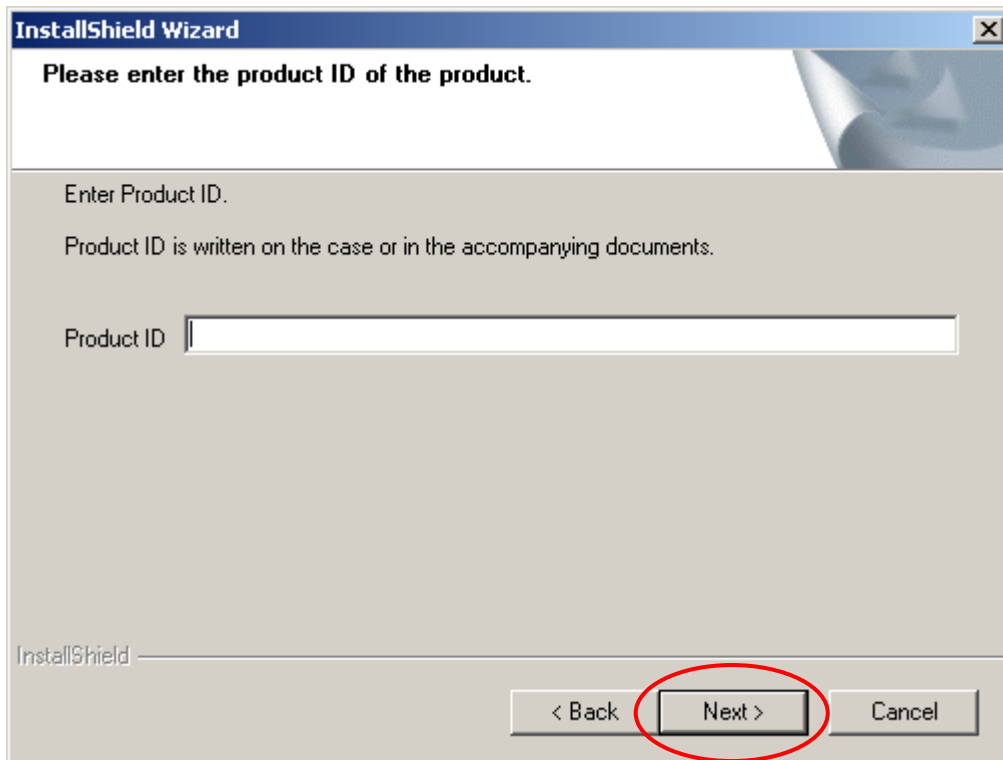 InstallShield Wizard
Please enter the product ID of the product.
Enter Product ID.
Product ID is written on the case or in the accompanying documents.
Product ID
InstallShield
< Back Next > Cancel